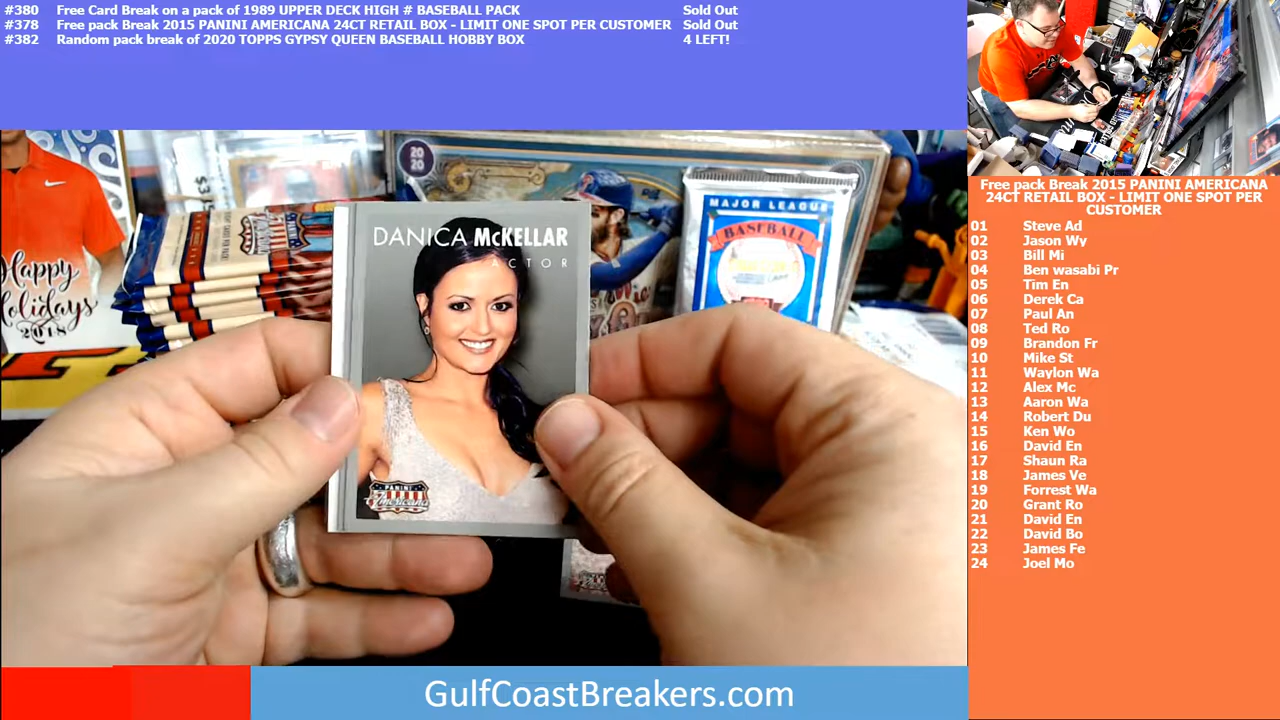 #380 Free Card Break on a pack of 1989 UPPER DECK HIGH # BASEBALL PACK Sold Out
#378 Free pack Break 2015 PANINI AMERICANA 24CT RETAIL BOX - LIMIT ONE SPOT PER CUSTOMER Sold Out
#382 Random pack break of 2020 TOPPS GYPSY QUEEN BASEBALL HOBBY BOX 4 LEFT!
20
20
MAJOR LEAGUE
BASEBALL
Happy
Holidays
2018
DANICA McKELLAR
ACTOR
PANINI
Americana
Free pack Break 2015 PANINI AMERICANA
24CT RETAIL BOX - LIMIT ONE SPOT PER
CUSTOMER
01 Steve Ad
02 Jason Wy
03 Bill Mi
04 Ben wasabi Pr
05 Tim En
06 Derek Ca
07 Paul An
08 Ted Ro
09 Brandon Fr
10 Mike St
11 Waylon Wa
12 Alex Mc
13 Aaron Wa
14 Robert Du
15 Ken Wo
16 David En
17 Shaun Ra
18 James Ve
19 Forrest Wa
20 Grant Ro
21 David En
22 David Bo
23 James Fe
24 Joel Mo
GulfCoastBreakers.com